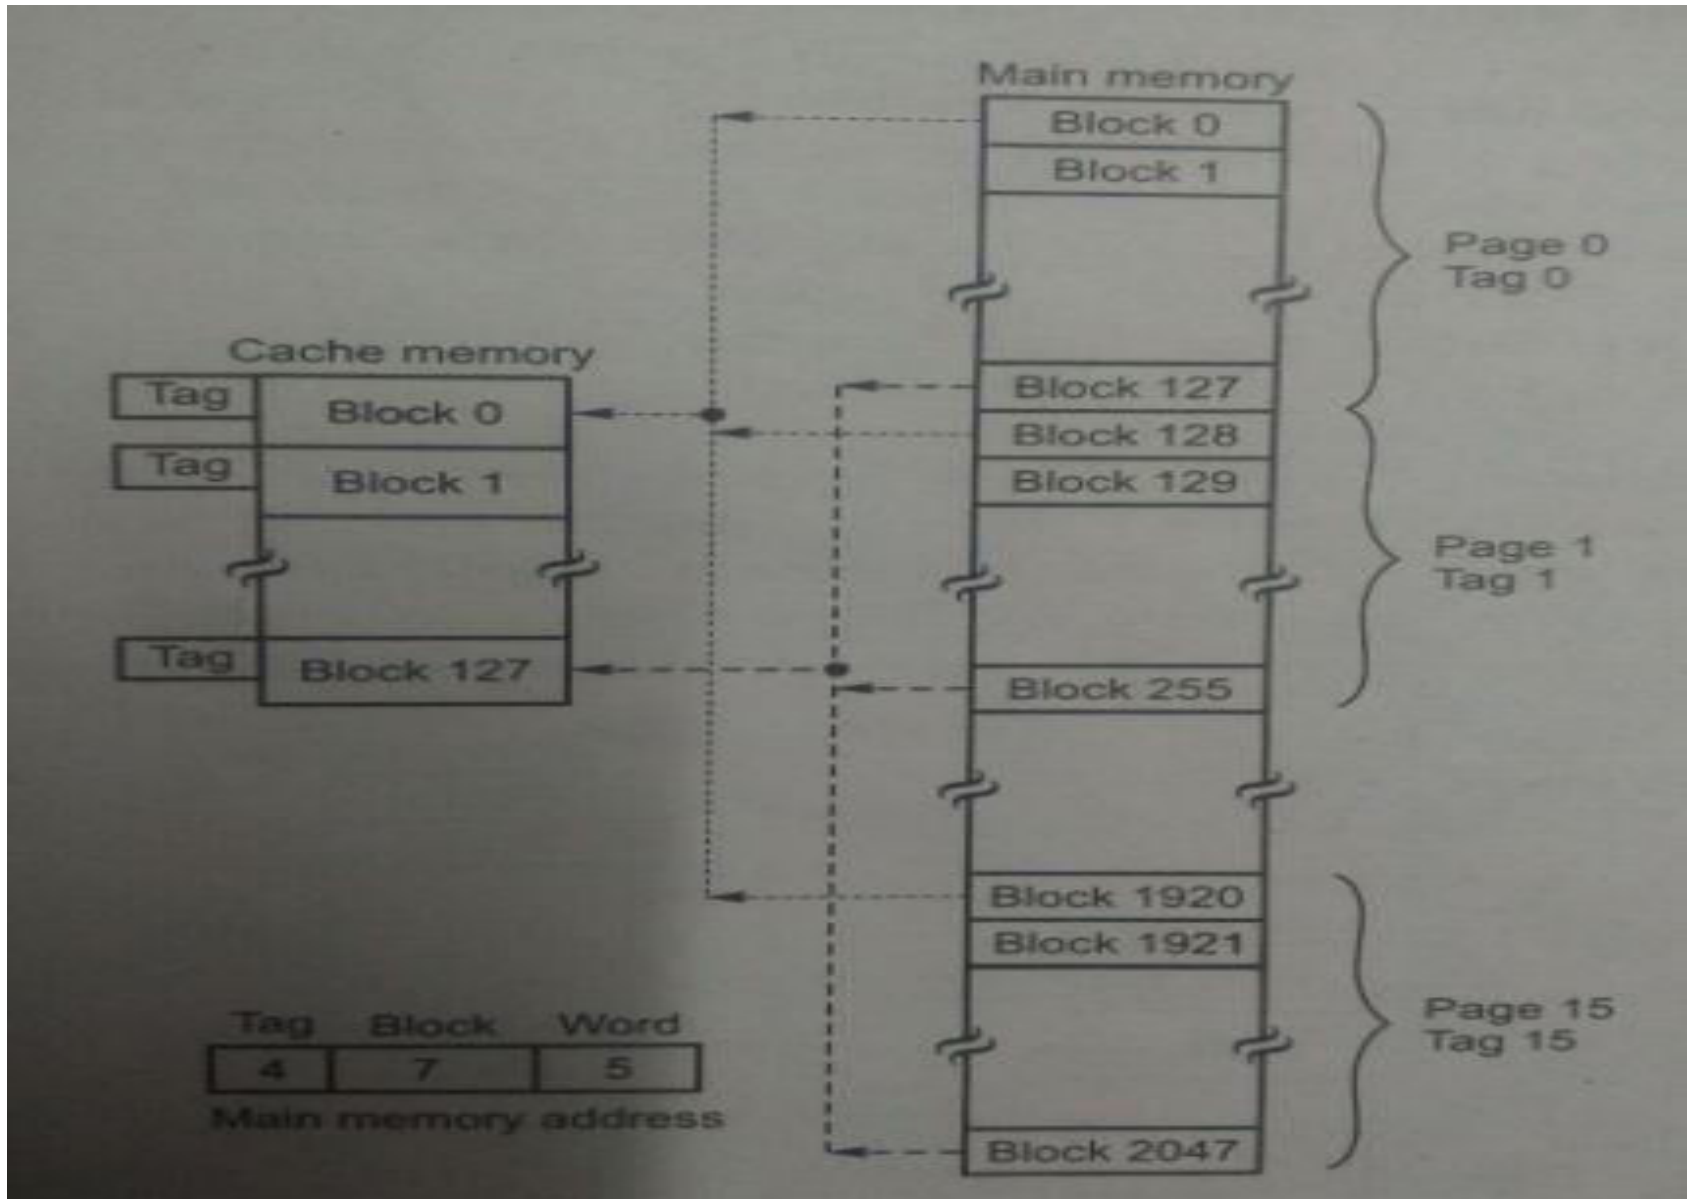 Main memory
Block 0
Block 1
Page 0
Tag 0
Cache memory
Tag
Block 0
Tag
Block 1
Tag
Block 127
Block 127
Block 128
Block 129
Page 1
Tag 1
Block 255
Block 1920
Block 1921
Page 15
Tag 15
Block 2047
Tag Block Word
4 7 5
Main memory address